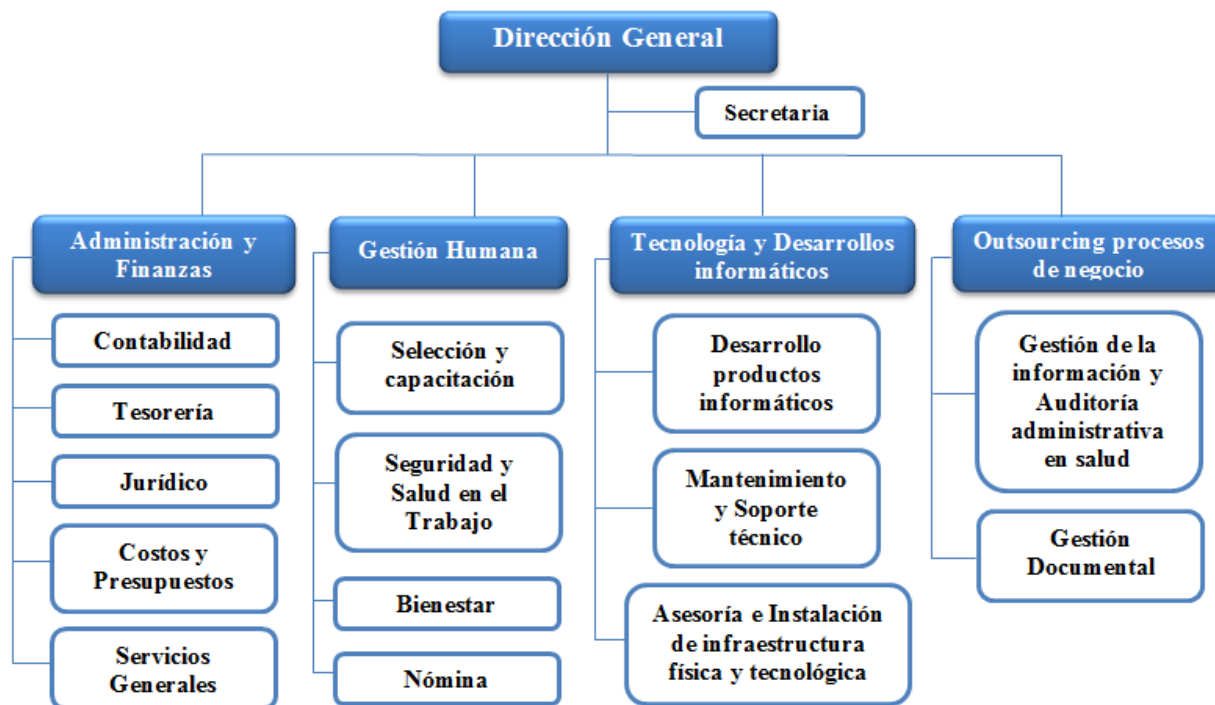 Dirección General
Secretaria
Administración y
Finanzas
Contabilidad
Tesorería
Jurídico
Costos y
Presupuestos
Servicios
Generales
Gestión Humana
Selección y
capacitación
Seguridad y
Salud en el
Trabajo
Bienestar
Nómina
Tecnología y Desarrollos
informáticos
Desarrollo
productos
informáticos
Mantenimiento
y Soporte
técnico
Asesoría e Instalación
de infraestructura
física y tecnológica
Outsourcing procesos
de negocio
Gestión de la
información y
Auditoría
administrativa
en salud
Gestión
Documental